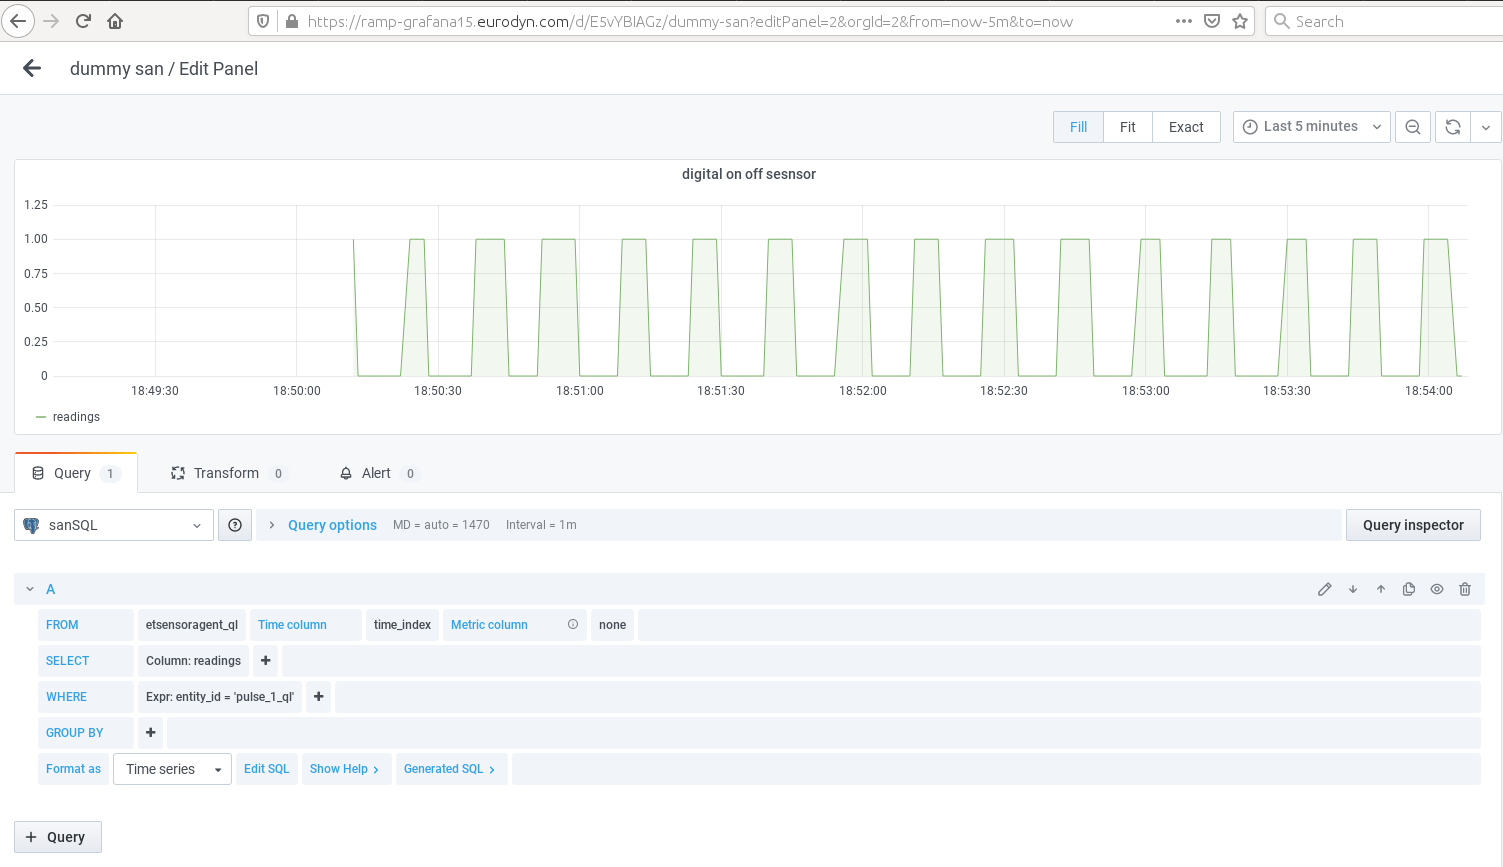 https://ramp-grafana15.eurodyn.com/d/E5vYBIAGz/dummy-san?editPanel=2&orgId=2&from=now-5m&to=now
Search
dummy san / Edit Panel
Fill Fit Exact Last 5 minutes
digital on off sesnsor
1.25
1.00
0.75
0.50
0.25
0
18:49:30 18:50:00 18:50:30 18:51:00 18:51:30 18:52:00 18:52:30 18:53:00 18:53:30 18:54:00
readings
Query 1 Transform 0 Alert 0
sanSQL Query options MD = auto = 1470 Interval = 1m Query inspector
A
FROM etsensoragent_ql Time column time_index Metric column none
SELECT Column: readings +
WHERE Expr: entity_id = 'pulse_1_ql' +
GROUP BY +
Format as Time series Edit SQL Show Help > Generated SQL >
+ Query